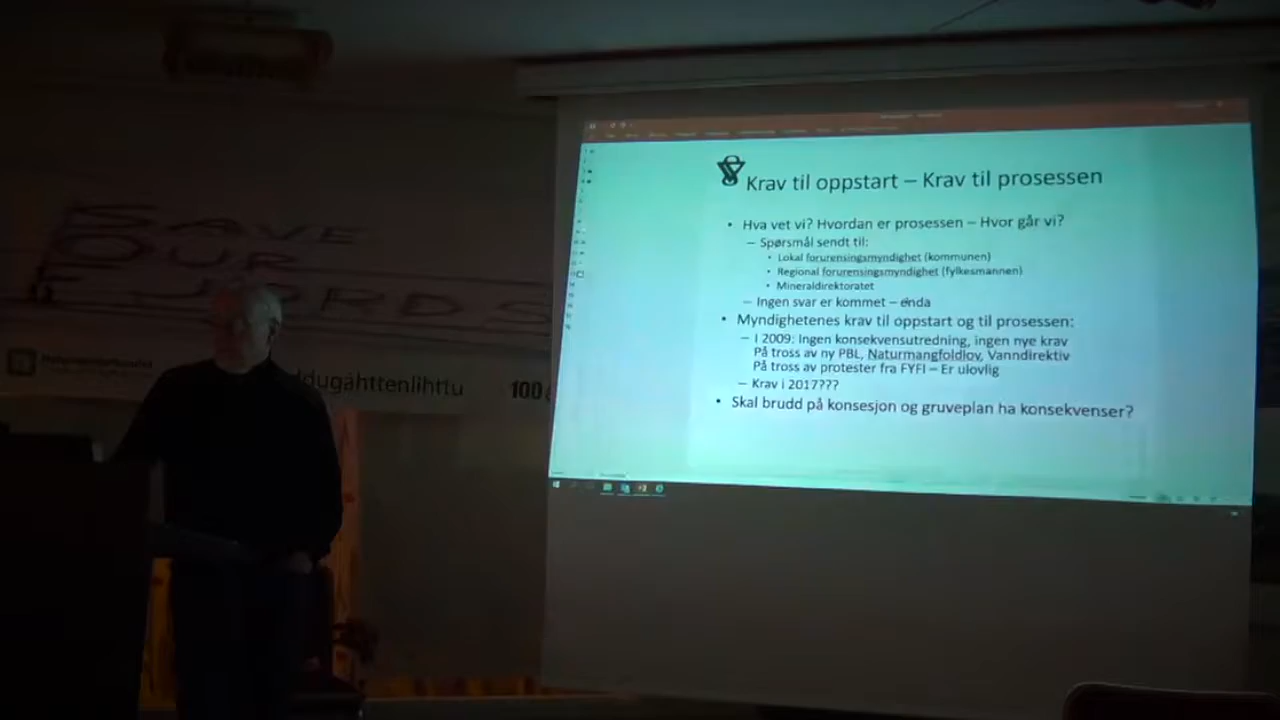 SAVE
OUR
FJORDS
ddugáhttenlihttu
100
Krav til oppstart – Krav til prosessen
• Hva vet vi? Hvordan er prosessen – Hvor går vi?
– Spørsmål sendt til:
• Lokal forurensingsmyndighet (kommunen)
• Regional forurensingsmyndighet (fylkesmannen)
• Mineraldirektoratet
– Ingen svar er kommet – enda
• Myndighetenes krav til oppstart og til prosessen:
– I 2009: Ingen konsekvensutredning, ingen nye krav
På tross av ny PBL, Naturmangfoldlov, Vanndirektiv
På tross av protester fra FYFI – Er ulovlig
– Krav i 2017???
• Skal brudd på konsesjon og gruveplan ha konsekvenser?